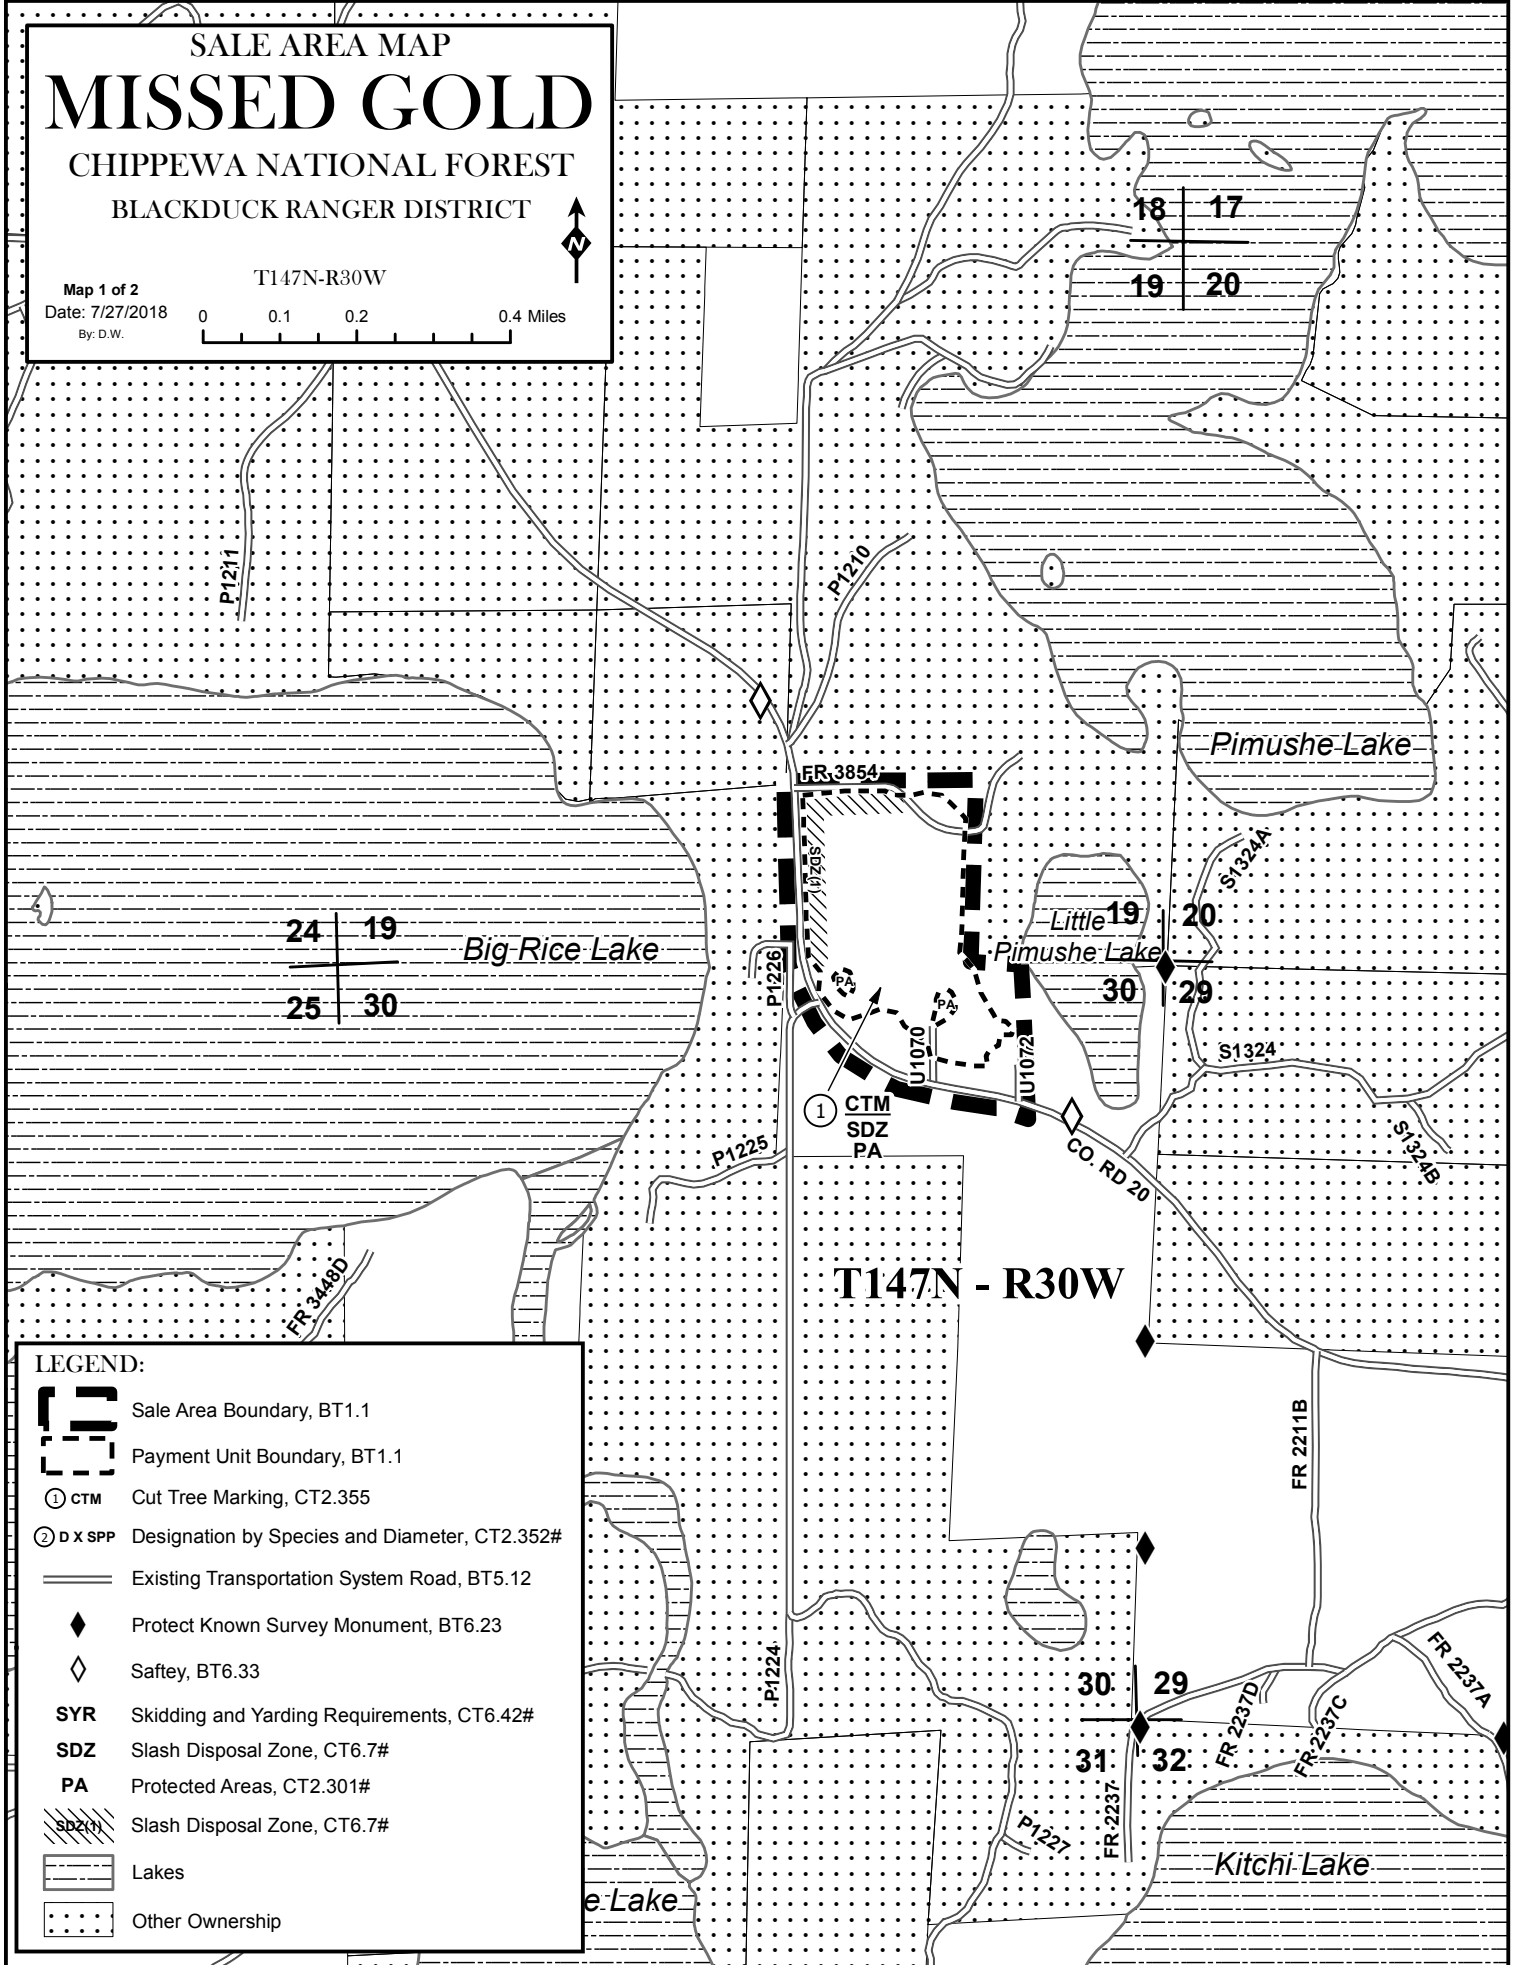 SALE AREA MAP
MISSED GOLD
CHIPPEWA NATIONAL FOREST
BLACKDUCK RANGER DISTRICT
N
T147N-R30W
Map 1 of 2
Date: 7/27/2018
By: D.W.
0 0.1 0.2 0.4 Miles
18 17
19 20
P1211
P1210
Pimushe Lake
FR 3854
SDZ(1)
S1324A
24 19
25 30
Big Rice Lake
Little
Pimushe Lake
19 20
30 29
P1226
PA
PA
U1070
U1072
S1324
S1324B
1 CTM
SDZ
PA
P1225
CO. RD 20
FR 3448D
T147N - R30W
FR 2211B
P1224
30 29
31 32
FR 2237A
FR 2237D
FR 2237C
FR 2237
P1227
Kitchi Lake
e Lake
LEGEND:
Sale Area Boundary, BT1.1
Payment Unit Boundary, BT1.1
1 CTM Cut Tree Marking, CT2.355
2 D X SPP Designation by Species and Diameter, CT2.352#
Existing Transportation System Road, BT5.12
Protect Known Survey Monument, BT6.23
Saftey, BT6.33
SYR Skidding and Yarding Requirements, CT6.42#
SDZ Slash Disposal Zone, CT6.7#
PA Protected Areas, CT2.301#
SDZ(1) Slash Disposal Zone, CT6.7#
Lakes
Other Ownership